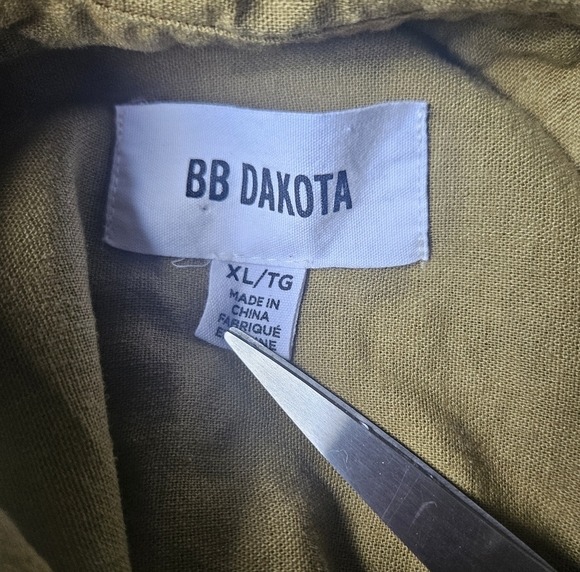 BB DAKOTA
XL/TG
MADE IN
CHINA
FABRIQUÉ